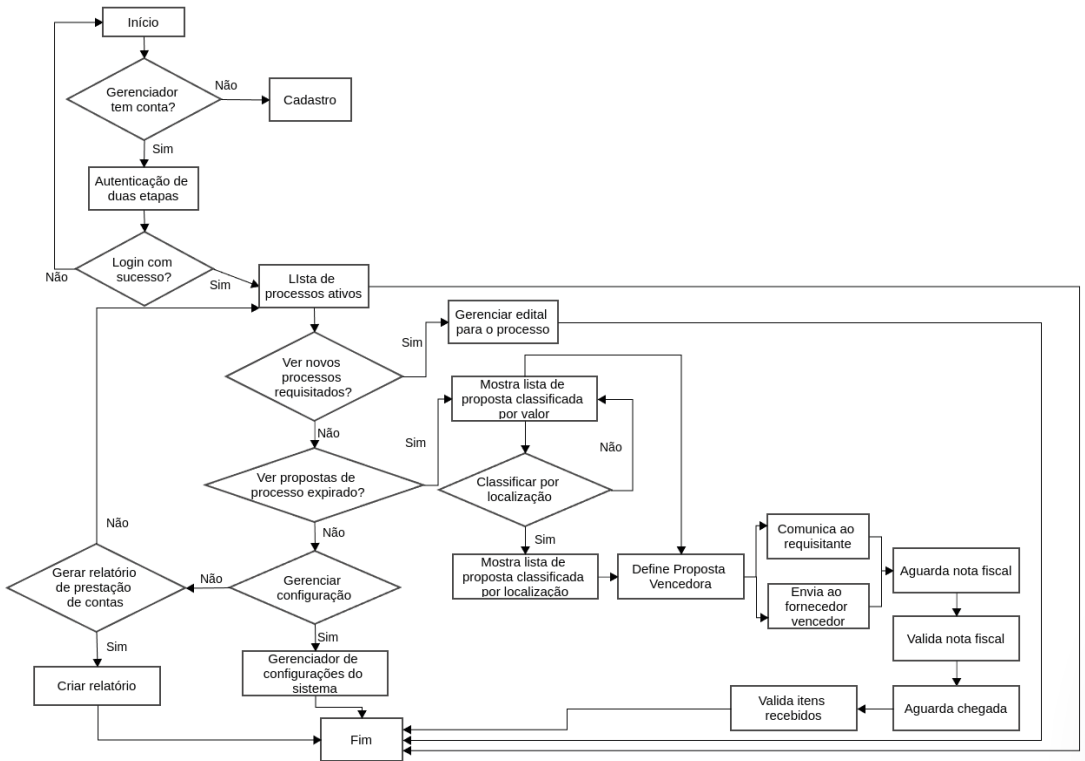 Início
Não
Gerenciador
tem conta?
Cadastro
Sim
Autenticação de
duas etapas
Login com
sucesso?
Não
Sim
LIsta de
processos ativos
Gerenciar edital
para o processo
Sim
Ver novos
processos
requisitados?
Mostra lista de
proposta classificada
por valor
Não
Sim
Não
Ver propostas de
processo expirado?
Classificar por
localização
Não
Não
Sim
Comunica ao
requisitante
Mostra lista de
proposta classificada
por localização
Define Proposta
Vencedora
Aguarda nota fiscal
Gerar relatório
de prestação
de contas
Não
Gerenciar
configuração
Envia ao
fornecedor
vencedor
Valida nota fiscal
Sim
Sim
Criar relatório
Gerenciador de
configurações do
sistema
Valida itens
recebidos
Aguarda chegada
Fim